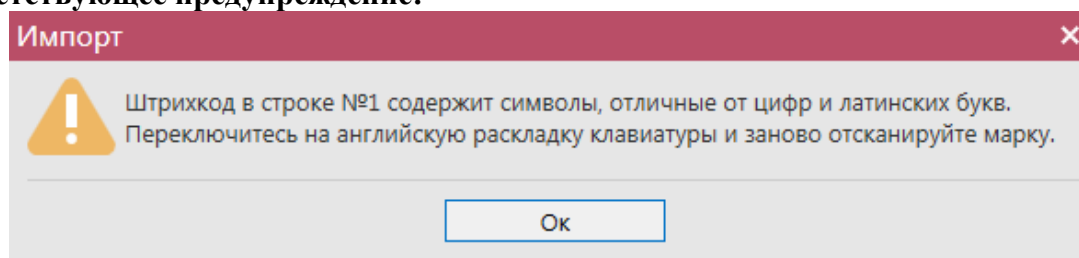 предупреждение.
Импорт
Штрихкод в строке №1 содержит символы, отличные от цифр и латинских букв.
Переключитесь на английскую раскладку клавиатуры и заново отсканируйте марку.
Ок